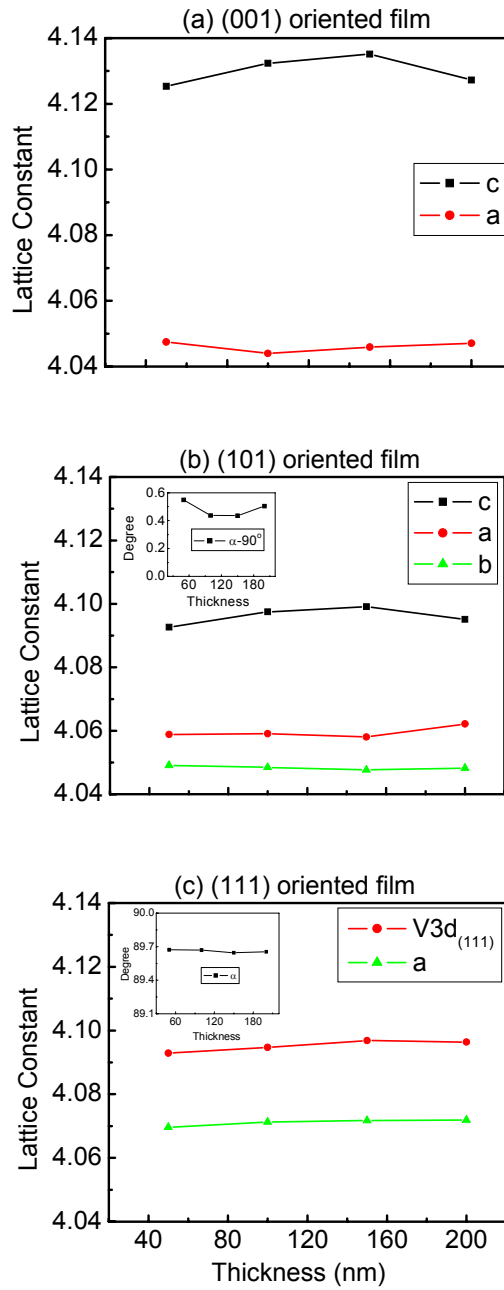 (a) (001) oriented film
4.14
4.12
4.10
4.08
4.06
4.04
Lattice Constant
c
a
(b) (101) oriented film
4.14
4.12
4.10
4.08
4.06
4.04
Lattice Constant
0.6
0.4
0.2
0.0
Degree
α-90°
60 120 180
Thickness
c
a
b
(c) (111) oriented film
4.14
4.12
4.10
4.08
4.06
4.04
Lattice Constant
90.0
89.7
89.4
89.1
Degree
α
60 120 180
Thickness
V3d(111)
a
40 80 120 160 200
Thickness (nm)